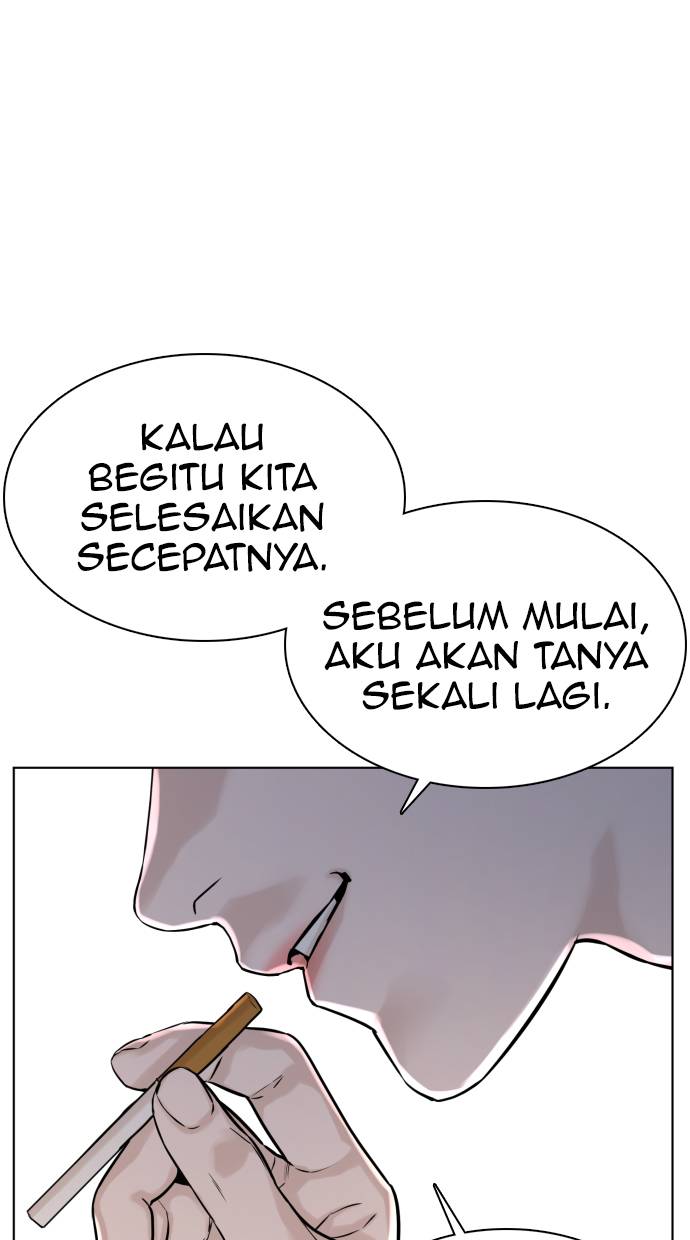 KALAU
BEGITU KITA
SELESAIKAN
SECEPATNYA.
SEBELUM MULAI,
AKU AKAN TANYA
SEKALI LAGI.